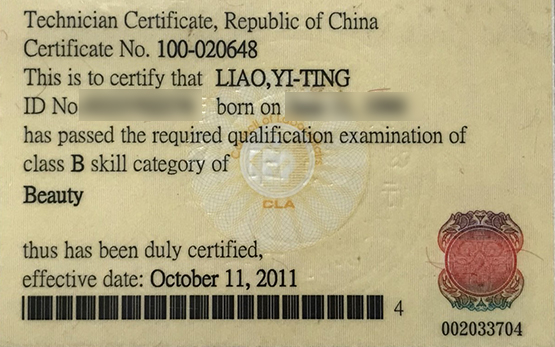 Technician Certificate, Republic of China
Certificate No. 100-020648
This is to certify that LIAO,YI-TING
ID No born on
has passed the required qualification examination of
class B skill category of
Beauty
CLA
thus has been duly certified,
effective date: October 11, 2011
4
002033704